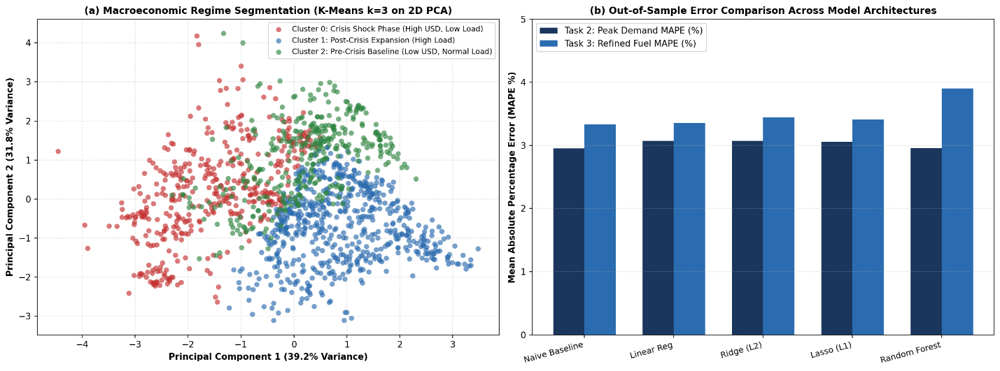 (a) Macroeconomic Regime Segmentation (K-Means k=3 on 2D PCA)
Cluster 0: Crisis Shock Phase (High USD, Low Load)
Cluster 1: Post-Crisis Expansion (High Load)
Cluster 2: Pre-Crisis Baseline (Low USD, Normal Load)
Principal Component 2 (31.8% Variance)
4
3
2
1
0
−1
−2
−3
−4
−3
−2
−1
0
1
2
3
Principal Component 1 (39.2% Variance)
(b) Out-of-Sample Error Comparison Across Model Architectures
Task 2: Peak Demand MAPE (%)
Task 3: Refined Fuel MAPE (%)
Mean Absolute Percentage Error (MAPE %)
5
4
3
2
1
0
Naive Baseline
Linear Reg
Ridge (L2)
Lasso (L1)
Random Forest